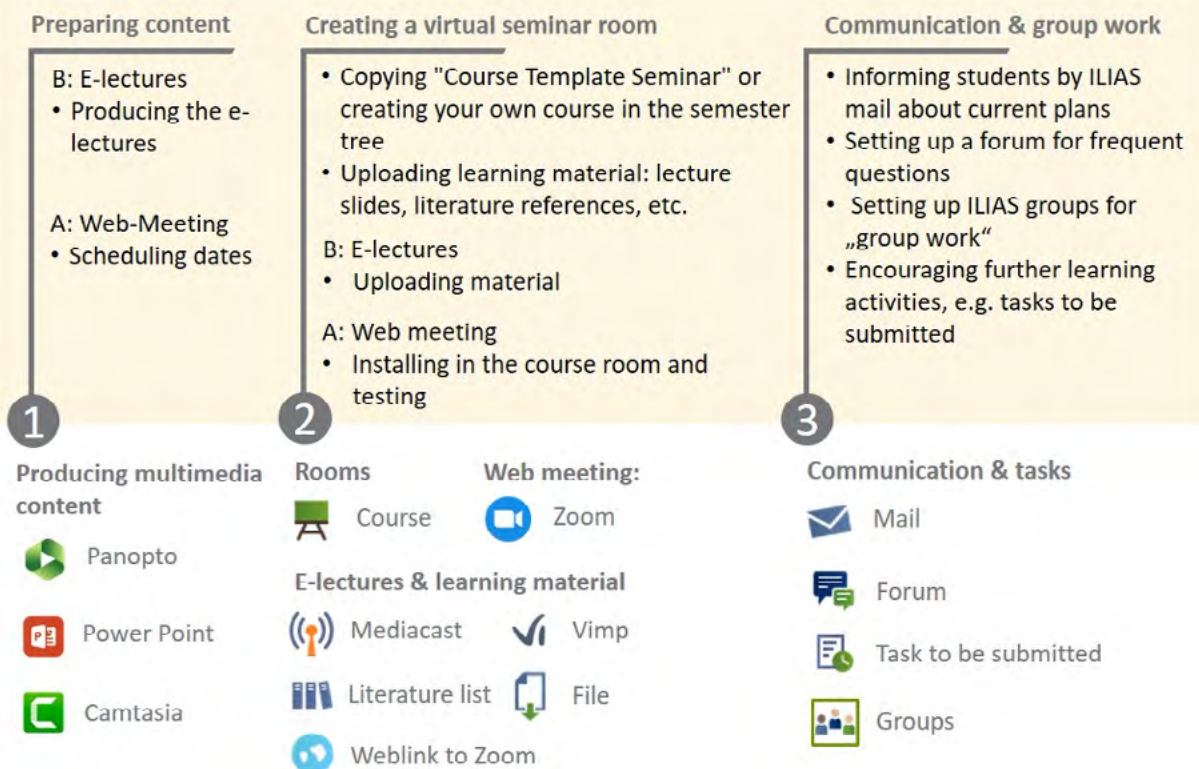 Preparing content
B: E-lectures
• Producing the e-
lectures
A: Web-Meeting
• Scheduling dates
1
Creating a virtual seminar room
• Copying "Course Template Seminar" or
creating your own course in the semester
tree
• Uploading learning material: lecture
slides, literature references, etc.
B: E-lectures
• Uploading material
A: Web meeting
• Installing in the course room and
testing
2
Communication & group work
• Informing students by ILIAS
mail about current plans
• Setting up a forum for frequent
questions
• Setting up ILIAS groups for
„group work“
• Encouraging further learning
activities, e.g. tasks to be
submitted
3
Producing multimedia
content
Panopto
Power Point
Camtasia
Rooms
Course
Web meeting:
Zoom
E-lectures & learning material
Mediacast
Vimp
Literature list
File
Weblink to Zoom
Communication & tasks
Mail
Forum
Task to be submitted
Groups